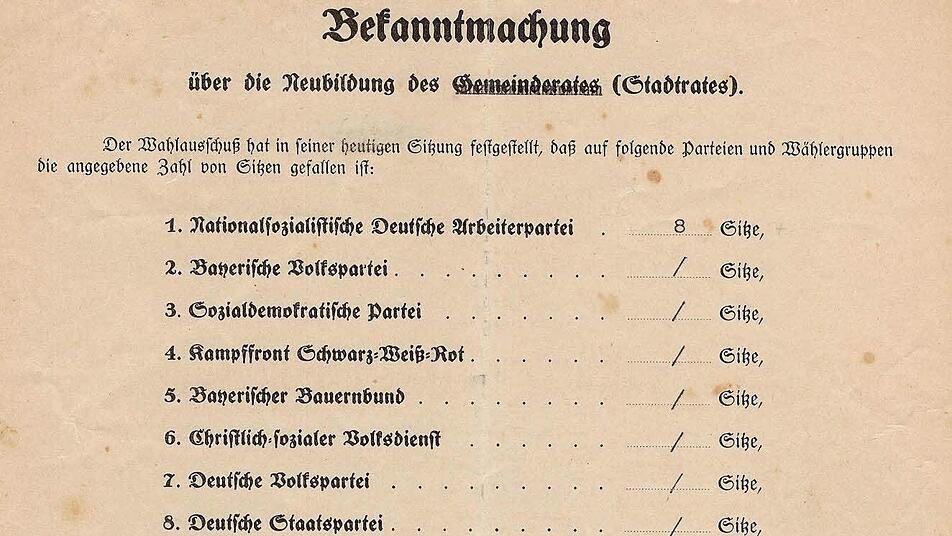 Bekanntmachung
über die Neubildung des Gemeinderates (Stadtrates).
Der Wahlausschuß hat in seiner heutigen Sitzung festgestellt, daß auf folgende Parteien und Wählergruppen
die angegebene Zahl von Sitzen gefallen ist:
1. Nationalsozialistische Deutsche Arbeiterpartei . 8 Sitze,
2. Bayerische Volkspartei . . . . . . . . / Sitze,
3. Sozialdemokratische Partei . . . . . . / Sitze,
4. Kampffront Schwarz-Weiß-Rot . . . . . . / Sitze,
5. Bayerischer Bauernbund . . . . . . . / Sitze,
6. Christlich-sozialer Volksdienst . . . . . / Sitze,
7. Deutsche Volkspartei . . . . . . . . / Sitze,
8. Deutsche Staatspartei . . . . . . . . / Sitze,